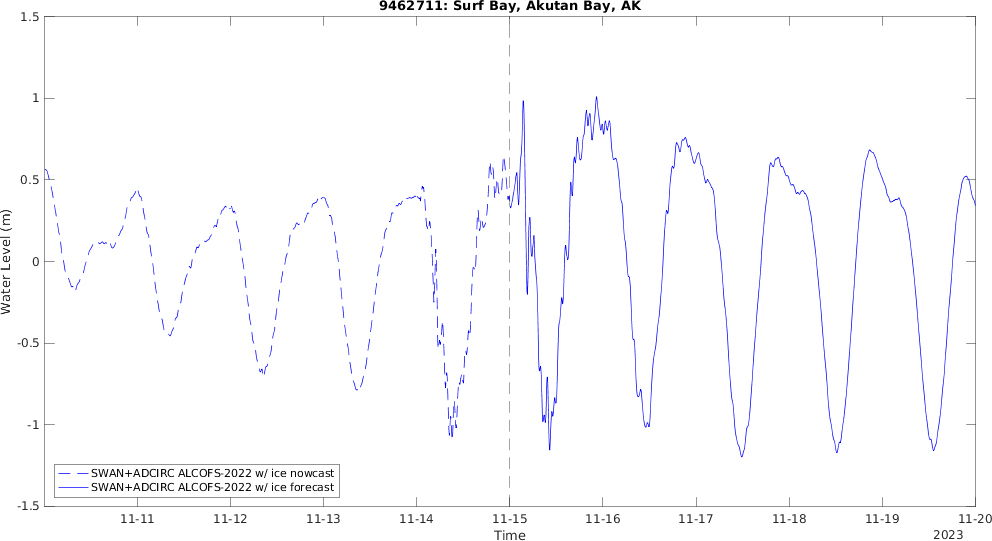 9462711: Surf Bay, Akutan Bay, AK
1.5
1
0.5
0
-0.5
-1
-1.5
Water Level (m)
SWAN+ADCIRC ALCOFS-2022 w/ ice nowcast
SWAN+ADCIRC ALCOFS-2022 w/ ice forecast
11-11 11-12 11-13 11-14 11-15 11-16 11-17 11-18 11-19 11-20
Time
2023